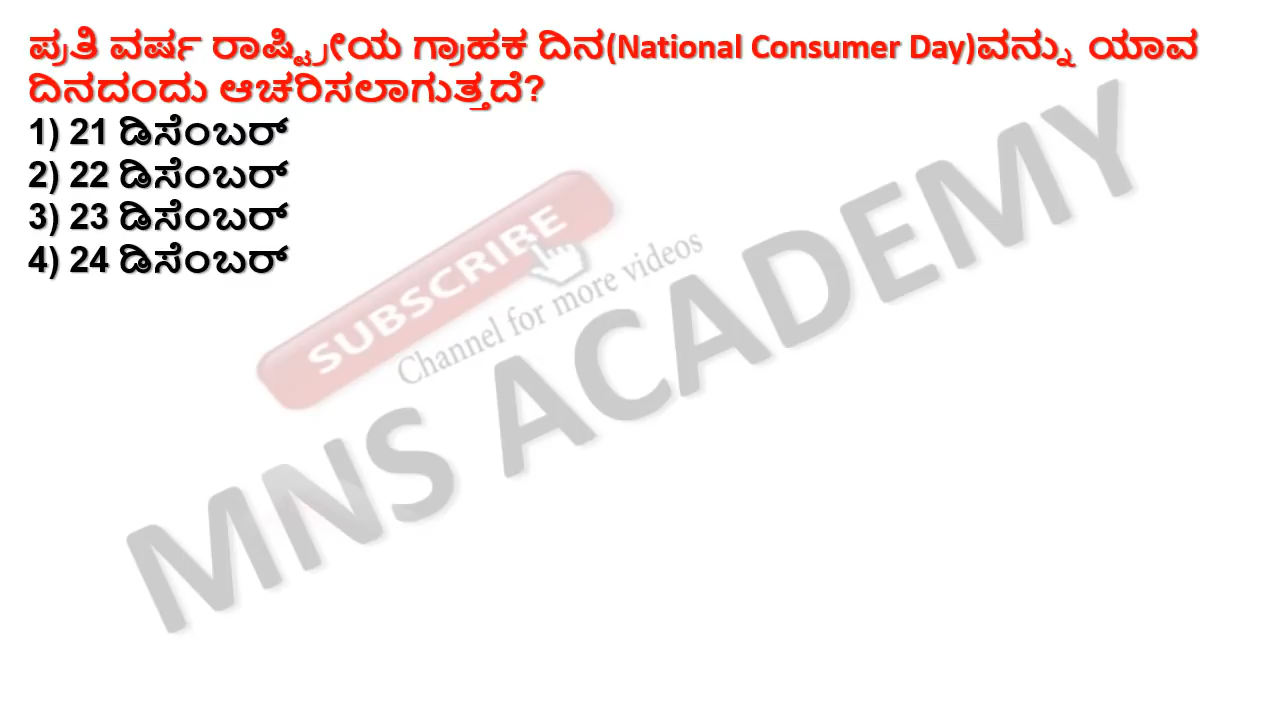 ಪ್ರತಿ ವರ್ಷ ರಾಷ್ಟ್ರೀಯ ಗ್ರಾಹಕ ದಿನ(National Consumer Day)ವನ್ನು ಯಾವ
ದಿನದಂದು ಆಚರಿಸಲಾಗುತ್ತದೆ?
1) 21 ಡಿಸೆಂಬರ್
2) 22 ಡಿಸೆಂಬರ್
3) 23 ಡಿಸೆಂಬರ್
4) 24 ಡಿಸೆಂಬರ್
SUBSCRIBE
Channel for more videos
MNS ACADEMY